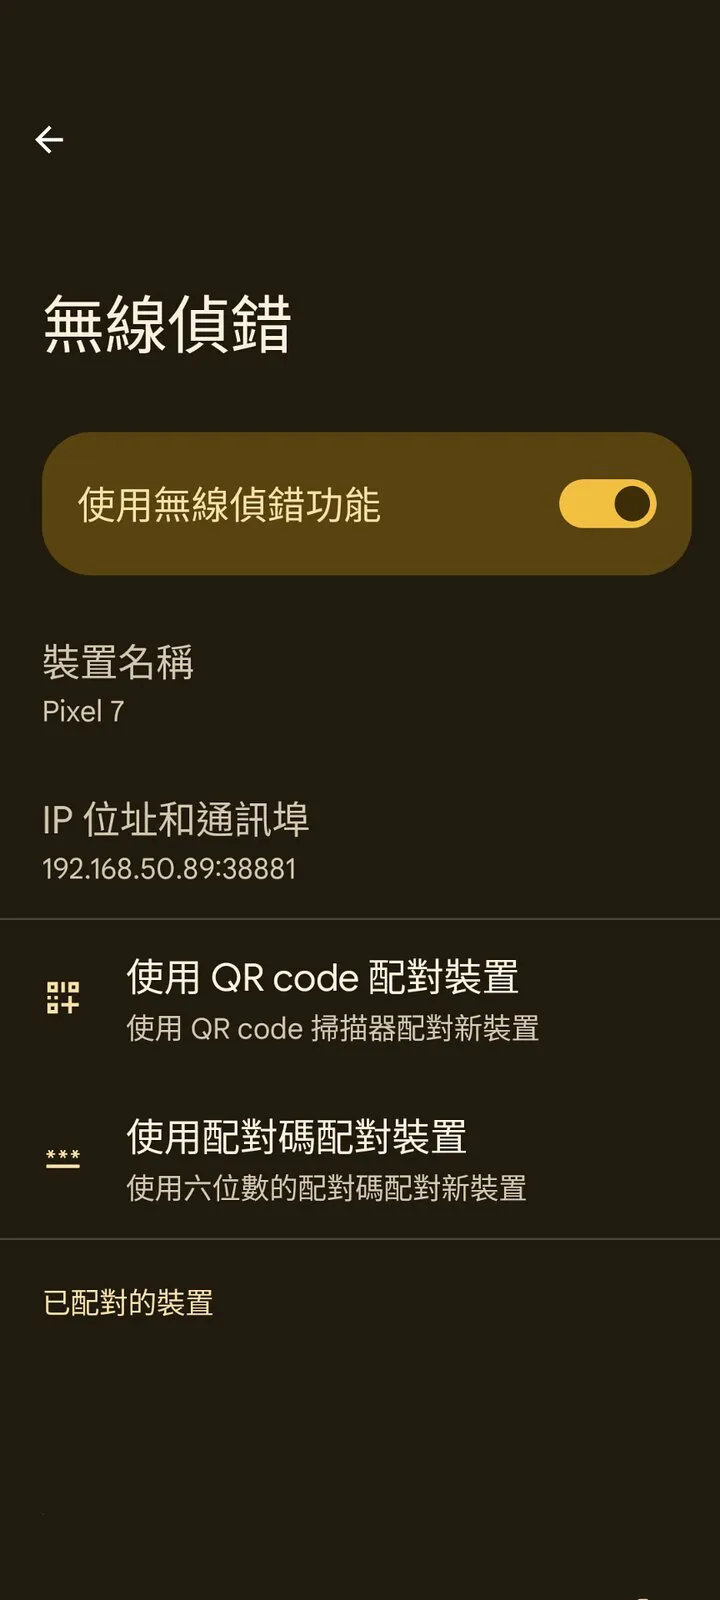 無線偵錯
使用無線偵錯功能
裝置名稱
Pixel 7
IP 位址和通訊埠
192.168.50.89:38881
使用 QR code 配對裝置
使用 QR code 掃描器配對新裝置
使用配對碼配對裝置
使用六位數的配對碼配對新裝置
已配對的裝置